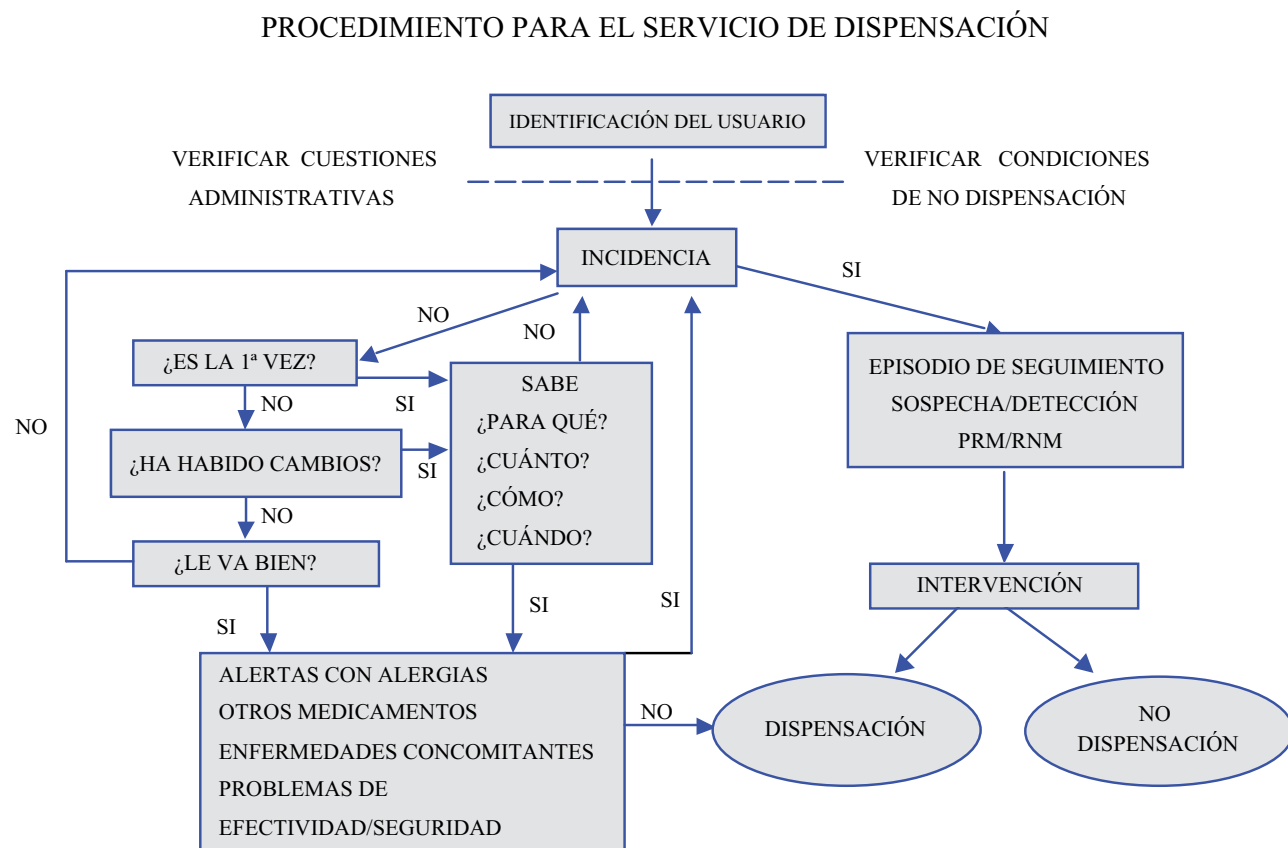 PROCEDIMIENTO PARA EL SERVICIO DE DISPENSACIÓN
IDENTIFICACIÓN DEL USUARIO
VERIFICAR CUESTIONES
ADMINISTRATIVAS
VERIFICAR CONDICIONES
DE NO DISPENSACIÓN
INCIDENCIA
SI
NO
NO
¿ES LA 1ª VEZ?
SI
NO
¿HA HABIDO CAMBIOS?
SI
NO
¿LE VA BIEN?
NO
SI
SABE
¿PARA QUÉ?
¿CUÁNTO?
¿CÓMO?
¿CUÁNDO?
SI
SI
EPISODIO DE SEGUIMIENTO
SOSPECHA/DETECCIÓN
PRM/RNM
INTERVENCIÓN
ALERTAS CON ALERGIAS
OTROS MEDICAMENTOS
ENFERMEDADES CONCOMITANTES
PROBLEMAS DE
EFECTIVIDAD/SEGURIDAD
NO
DISPENSACIÓN
NO
DISPENSACIÓN